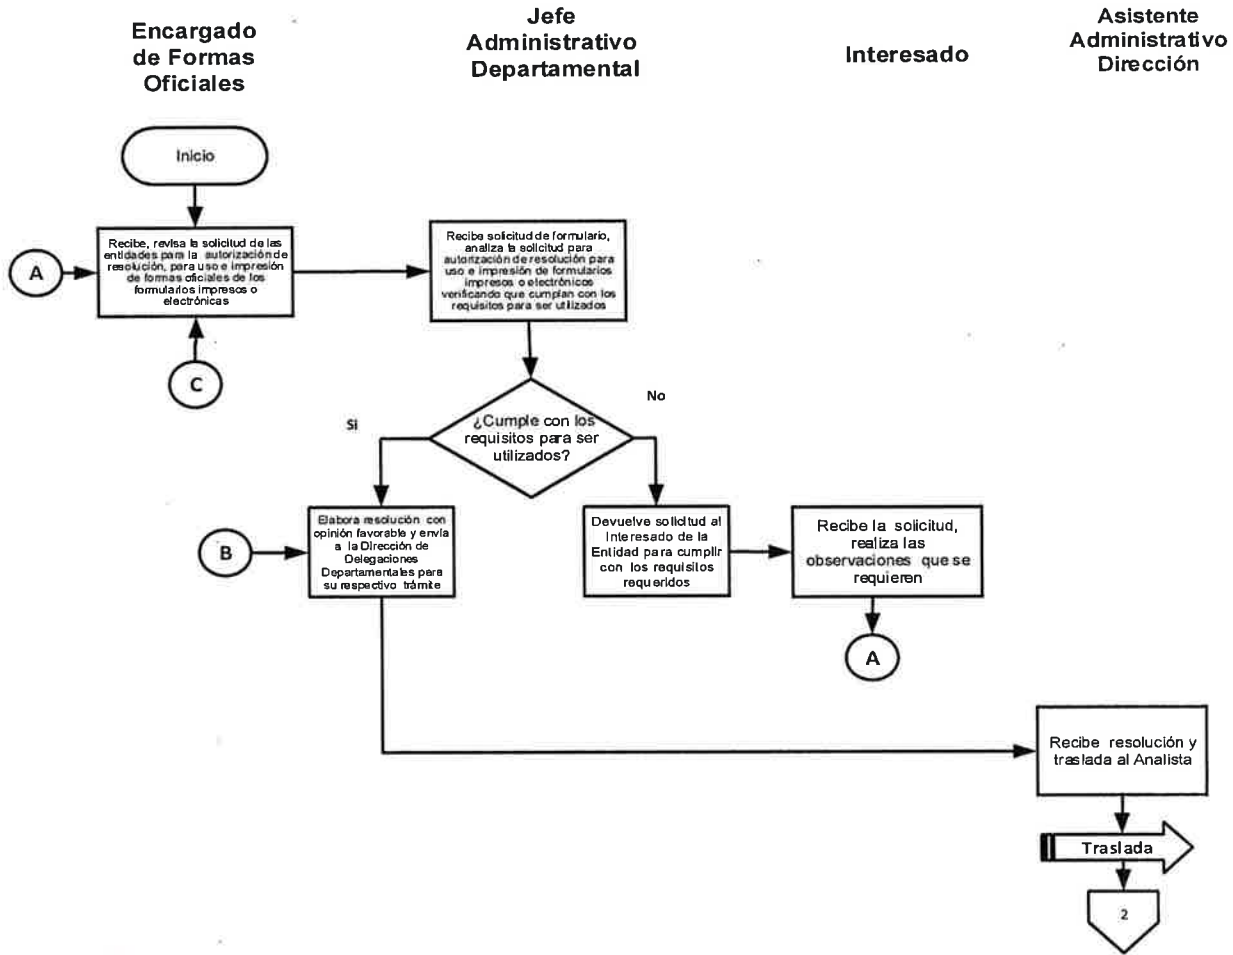 Encargado
de Formas
Oficiales
Jefe
Administrativo
Departamental
Interesado
Asistente
Administrativo
Dirección
Inicio
A
Recibe, revisa la solicitud de las
entidades para la autorización de
resolución, para uso e impresión
de formas oficiales de los
formularios impresos o
electrónicas
C
Recibe solicitud de formulario,
analiza la solicitud para
autorización de resolución para
uso e impresión de formularios
impresos o electrónicos
verificando que cumplan con los
requisitos para ser utilizados
¿Cumple con los
requisitos para ser
utilizados?
Si
No
B
Elabora resolución con
opinión favorable y envía
a la Dirección de
Delegaciones
Departamentales para
su respectivo trámite
Devuelve solicitud al
Interesado de la
Entidad para cumplir
con los requisitos
requeridos
Recibe la solicitud,
realiza las
observaciones que se
requieren
A
Recibe resolución y
traslada al Analista
Traslada
2